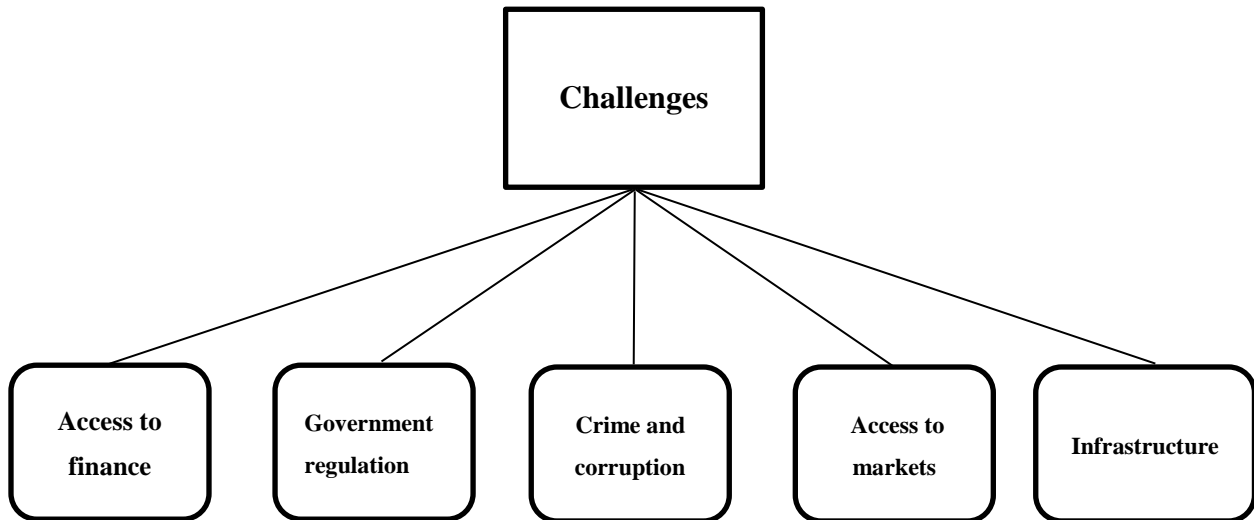 Challenges
Access to
finance
Government
regulation
Crime and
corruption
Access to
markets
Infrastructure